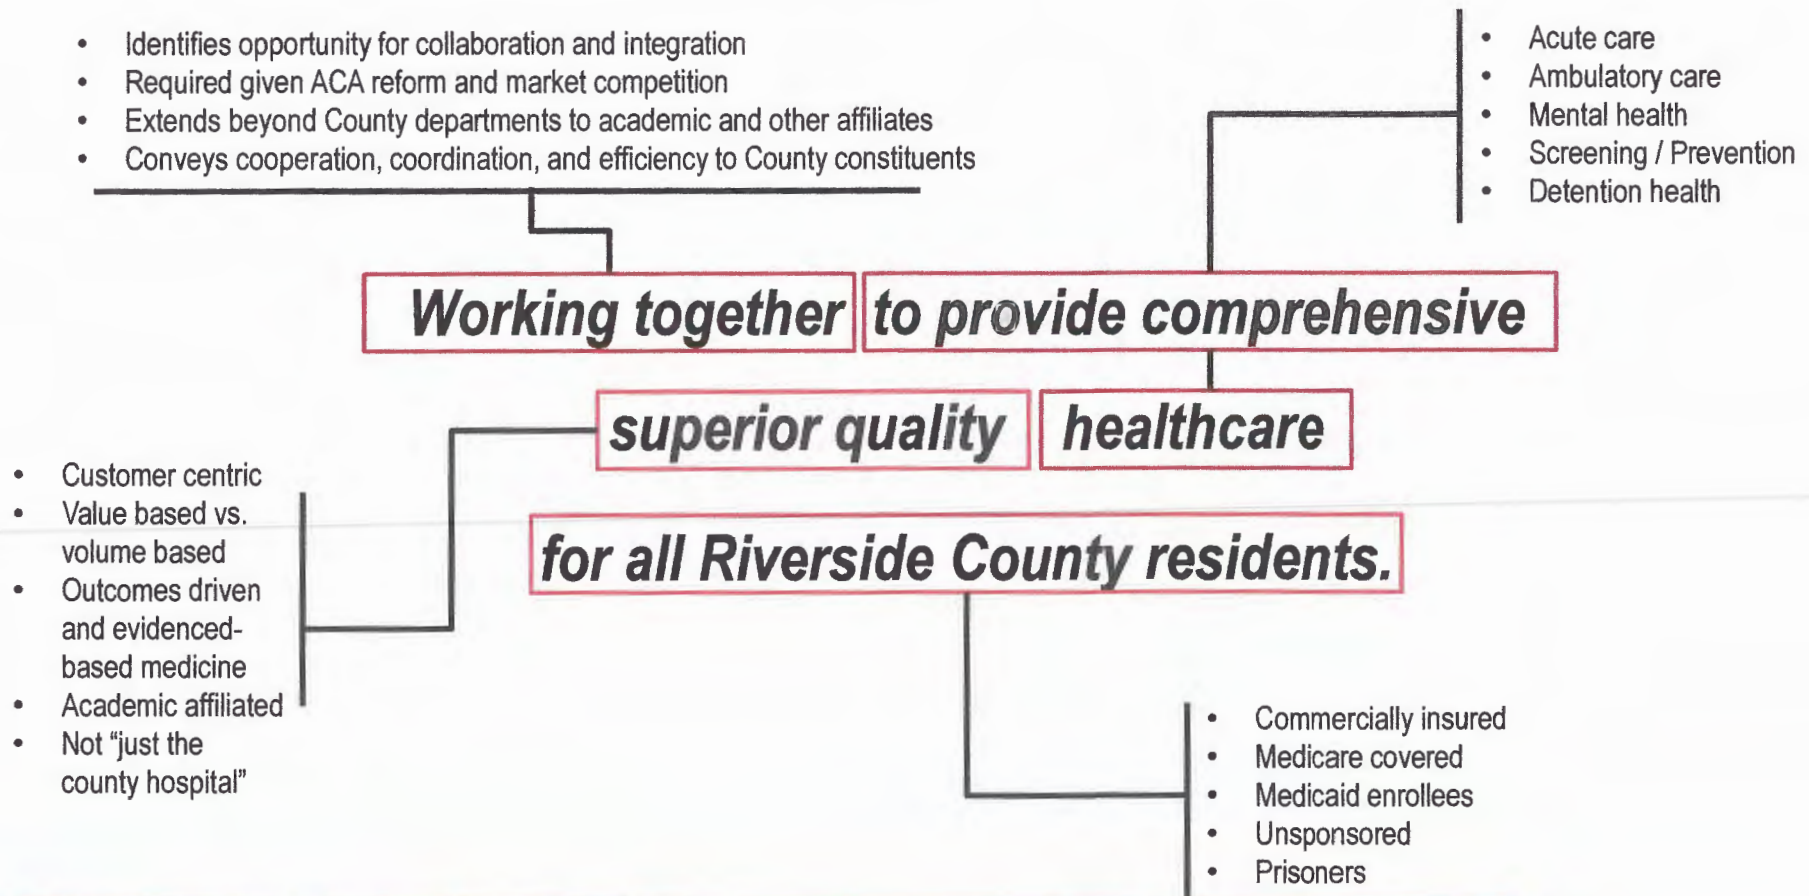 • Identifies opportunity for collaboration and integration
• Required given ACA reform and market competition
• Extends beyond County departments to academic and other affiliates
• Conveys cooperation, coordination, and efficiency to County constituents
• Acute care
• Ambulatory care
• Mental health
• Screening / Prevention
• Detention health
Working together to provide comprehensive
superior quality healthcare
for all Riverside County residents.
• Customer centric
• Value based vs.
volume based
• Outcomes driven
and evidenced-
based medicine
• Academic affiliated
• Not “just the
county hospital”
• Commercially insured
• Medicare covered
• Medicaid enrollees
• Unsponsored
• Prisoners